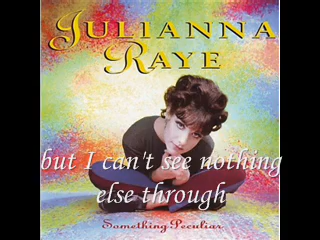 JULIANNA
RAYE
but I can't see nothing
else through
Something Peculiar